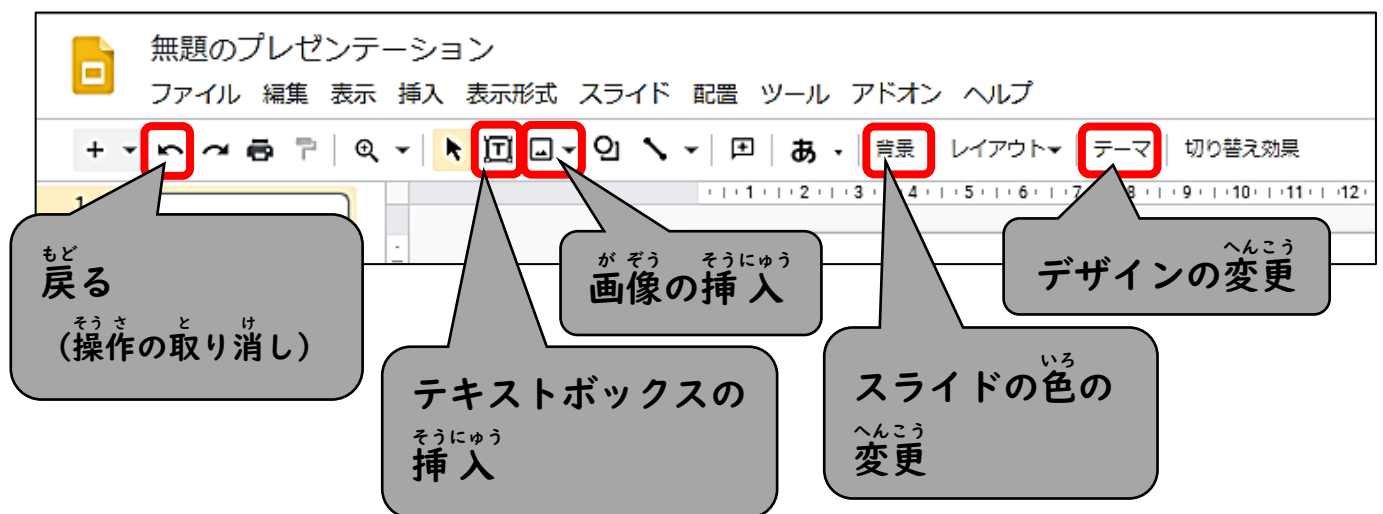 無題のプレゼンテーション
ファイル 編集 表示 挿入 表示形式 スライド 配置 ツール アドオン ヘルプ
あ 背景 レイアウト テーマ 切り替え効果
1 2 3 4 5 6 7 8 9 10 11 12
1
もど
戻る
そうさ と け
(操作の取り消し)
がぞう そうにゅう
画像の挿入
へんこう
デザインの変更
テキストボックスの
そうにゅう
挿入
いろ
スライドの色の
へんこう
変更